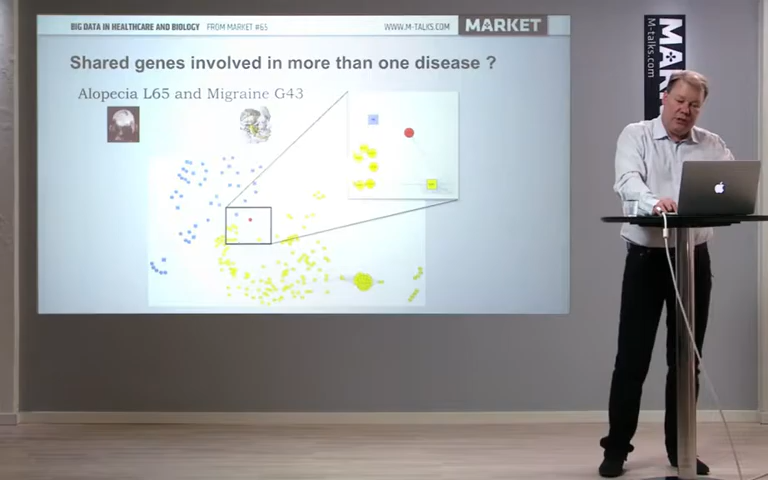 BIG DATA IN HEALTHCARE AND BIOLOGY FROM MARKET #65
WWW.M-TALKS.COM
MARKET
Shared genes involved in more than one disease ?
Alopecia L65 and Migraine G43
MAR
M-talks.com